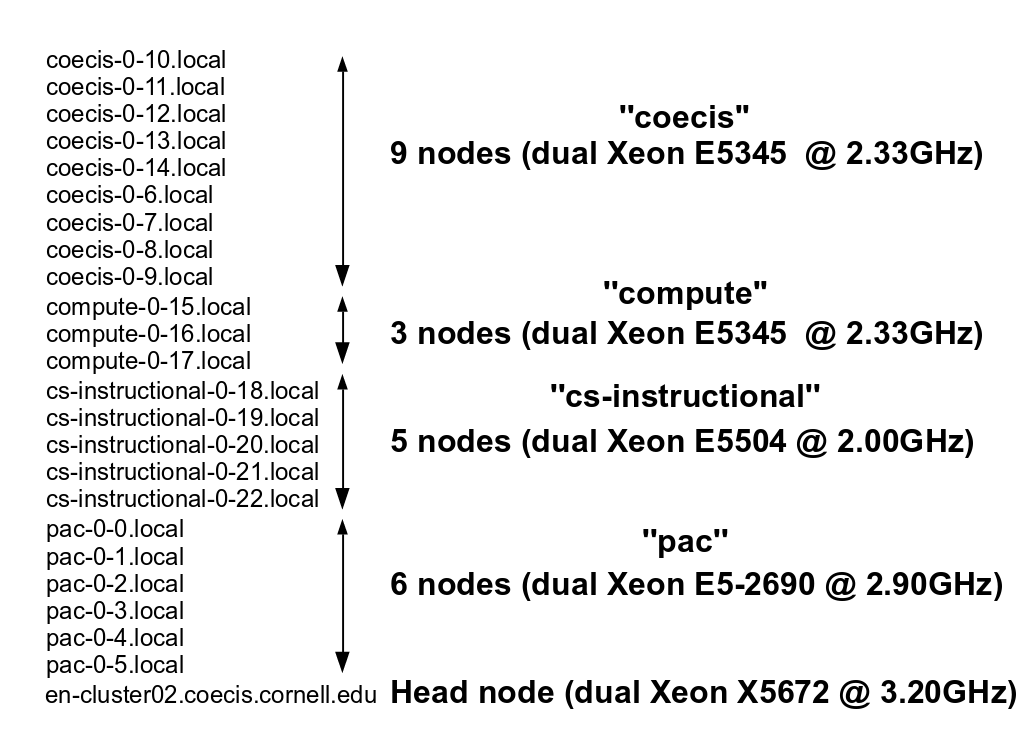 coecis-0-10.local
coecis-0-11.local
coecis-0-12.local
coecis-0-13.local
coecis-0-14.local
coecis-0-6.local
coecis-0-7.local
coecis-0-8.local
coecis-0-9.local
"coecis"
9 nodes (dual Xeon E5345  @ 2.33GHz)
compute-0-15.local
compute-0-16.local
compute-0-17.local
"compute"
3 nodes (dual Xeon E5345  @ 2.33GHz)
cs-instructional-0-18.local
cs-instructional-0-19.local
cs-instructional-0-20.local
cs-instructional-0-21.local
cs-instructional-0-22.local
"cs-instructional"
5 nodes (dual Xeon E5504 @ 2.00GHz)
pac-0-0.local
pac-0-1.local
pac-0-2.local
pac-0-3.local
pac-0-4.local
pac-0-5.local
"pac"
6 nodes (dual Xeon E5-2690 @ 2.90GHz)
en-cluster02.coecis.cornell.edu Head node (dual Xeon X5672 @ 3.20GHz)